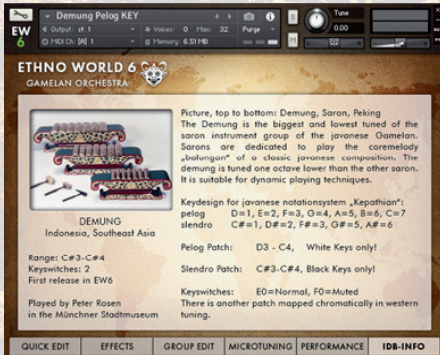 Demung Pelog KEY
Output: st.1
Voices: 0 Max: 32
Purge
MIDI Ch: [A] 1
Memory: 6.51 MB
S
M
Tune
0.00
EW
6
ETHNO WORLD 6
GAMELAN ORCHESTRA
Picture, top to bottom: Demung, Saron, Peking
The Demung is the biggest and lowest tuned of the
saron instrument group of the javanese Gamelan.
Sarons are dedicated to play the coremelody
„balungan“ of a classic javanese composition. The
demung is tuned one octave lower than the other saron.
It is suitable for dynamic playing techniques.
Keydesign for javanese notationsystem „Kepathian“:
pelog D=1, E=2, F=3, G=4, A=5, B=6, C=7
slendro C#=1, D#=2, F#=3, G#=5, A#=6
Pelog Patch: D3 - C4, White Keys only!
Slendro Patch: C#3-C#4, Black Keys only!
Keyswitches: E0=Normal, F0=Muted
There is another patch mapped chromatically in western
tuning.
DEMUNG
Indonesia, Southeast Asia
Range: C#3-C#4
Keyswitches: 2
First release in EW6
Played by Peter Rosen
in the Münchner Stadtmuseum
QUICK EDIT
EFFECTS
GROUP EDIT
MICROTUNING
PERFORMANCE
IDB-INFO